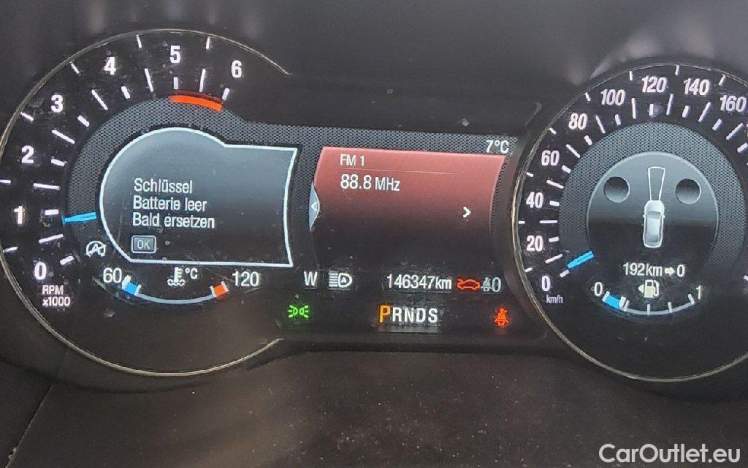 1
2
3
4
5
6
0
RPM
x1000
Schlüssel
Batterie leer
Bald ersetzen
OK
60
°C
120
7°C
FM 1
88.8 MHz
W
A
146347km
0
PRNDS
0
20
40
60
80
100
120
140
160
km/h
192km→0
0
1
CarOutlet.eu